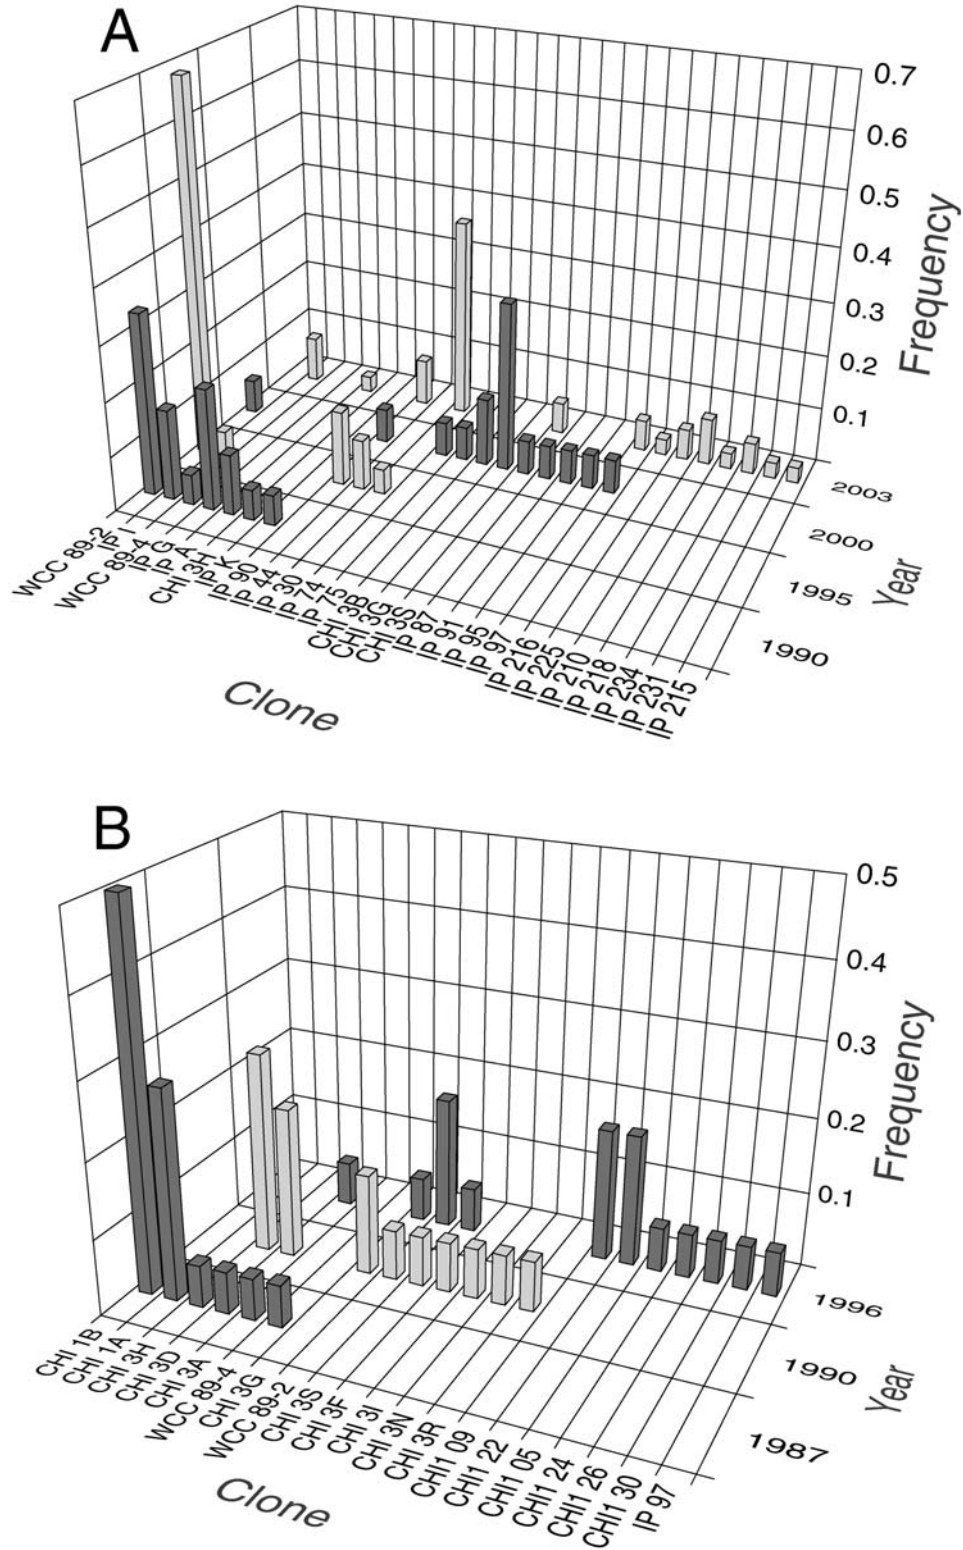 A
0.7
0.6
0.5
0.4
0.3
0.2
0.1
Frequency
2003
2000
1995
1990
Year
WCC 89-2
IP I
WCC 89-4
IP G
IP A
CHI 3H
IP K
IP 90
IP
IP 30
IP 74
IP 75
CHI 3B
CHI 3G
CHI 3S
IP 87
IP 91
IP 95
IP 97
IP 216
IP 225
IP 210
IP 218
IP 234
IP 231
IP 215
Clone
B
0.5
0.4
0.3
0.2
0.1
Frequency
1996
1990
1987
Year
CHI 1B
CHI 1A
CHI 3H
CHI 3D
CHI 3A
WCC 89-4
CHI 3G
WCC 89-2
CHI 3S
CHI 3F
CHI 3I
CHI 3N
CHI 3R
CHI1 09
CHI1 22
CHI1 05
CHI1 24
CHI1 26
CHI1 30
IP 97
Clone